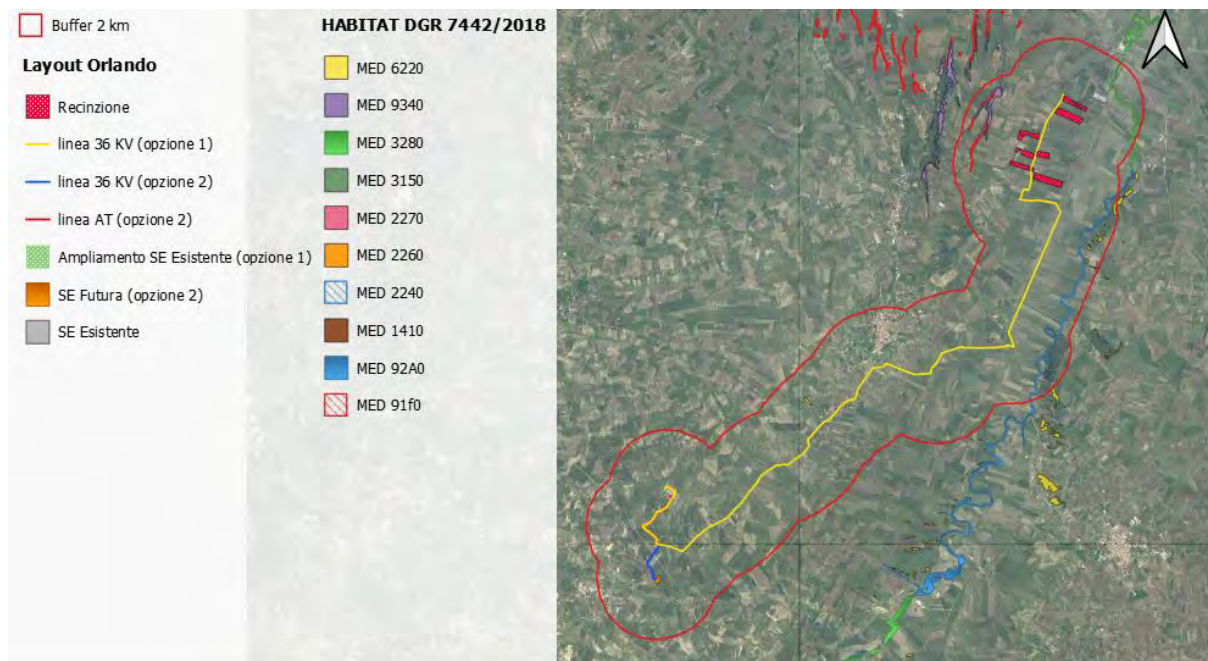 Buffer 2 km
Layout Orlando
Recinzione
linea 36 KV (opzione 1)
linea 36 KV (opzione 2)
linea AT (opzione 2)
Ampliamento SE Esistente (opzione 1)
SE Futura (opzione 2)
SE Esistente
HABITAT DGR 7442/2018
MED 6220
MED 9340
MED 3280
MED 3150
MED 2270
MED 2260
MED 2240
MED 1410
MED 92A0
MED 91f0